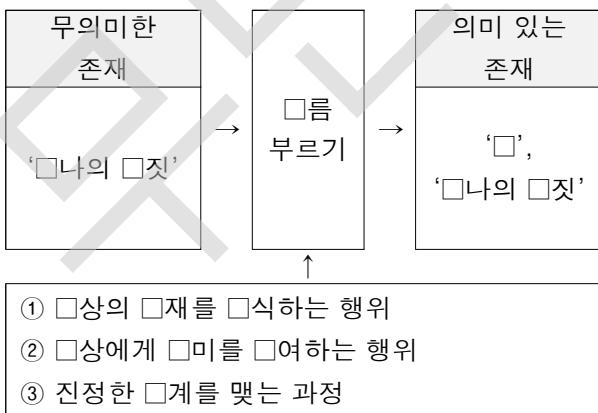 무의미한
존재
‘□나의 □짓’
→
□름
부르기
→
의미 있는
존재
‘□’,
‘□나의 □짓’
↑
① □상의 □재를 □식하는 행위
② □상에게 □미를 □여하는 행위
③ 진정한 □계를 맺는 과정